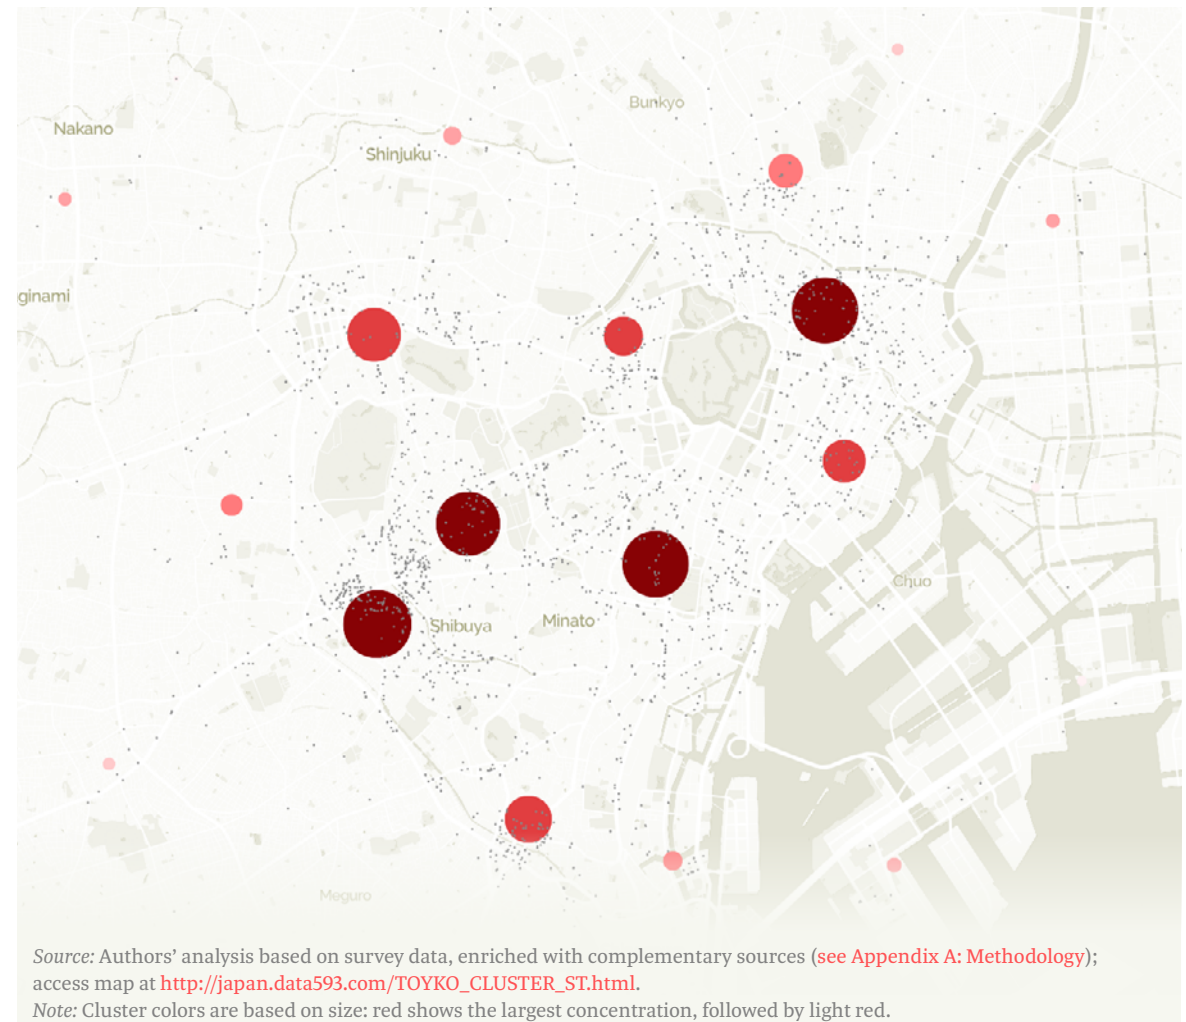 Bunkyo
Nakano
Shinjuku
ginami
Chuo
Shibuya
Minato
Meguro
Source: Authors’ analysis based on survey data, enriched with complementary sources (see Appendix A: Methodology);
access map at http://japan.data593.com/TOYKO_CLUSTER_ST.html.
Note: Cluster colors are based on size: red shows the largest concentration, followed by light red.